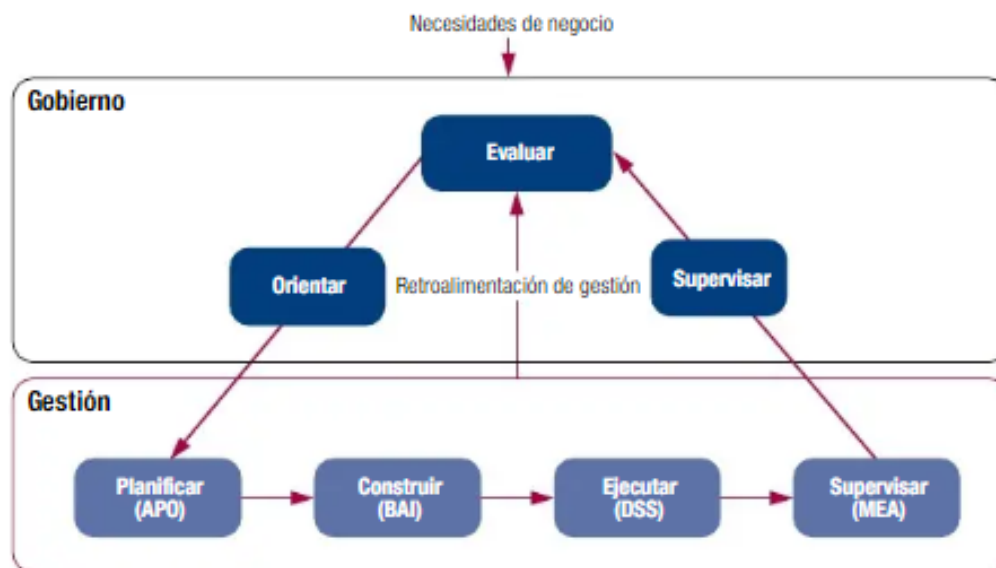 Necesidades de negocio
Gobierno
Evaluar
Orientar
Retroalimentación de gestión
Supervisar
Gestión
Planificar
(APO)
Construir
(BAI)
Ejecutar
(DSS)
Supervisar
(MEA)